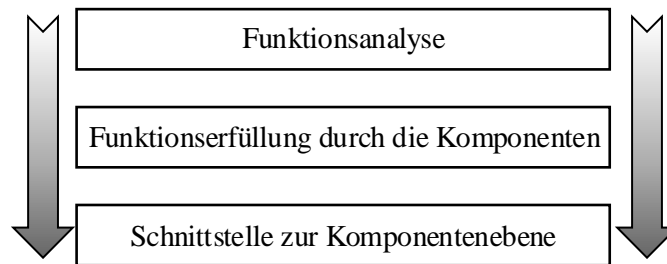 Funktionsanalyse
Funktionserfüllung durch die Komponenten
Schnittstelle zur Komponentenebene